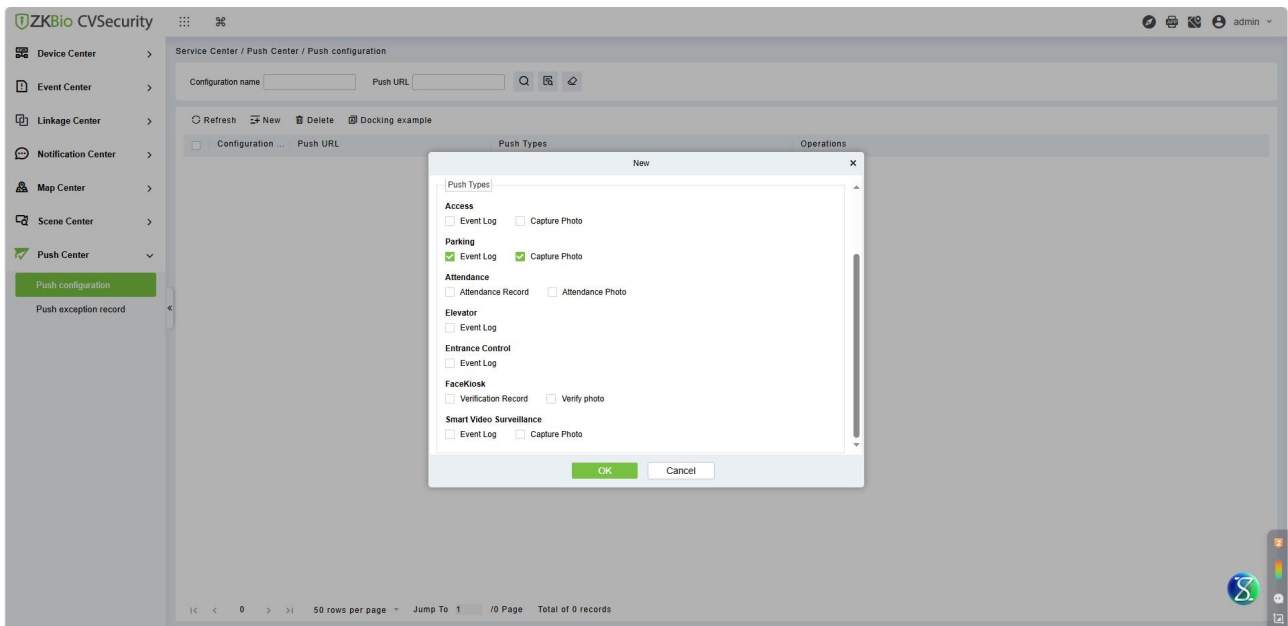 ZKBio CVSecurity
admin
Device Center
Event Center
Linkage Center
Notification Center
Map Center
Scene Center
Push Center
Push configuration
Push exception record
Service Center / Push Center / Push configuration
Configuration name
Push URL
Refresh New Delete Docking example
Configuration ... Push URL Push Types Operations
New
Push Types
Access
Event Log Capture Photo
Parking
Event Log Capture Photo
Attendance
Attendance Record Attendance Photo
Elevator
Event Log
Entrance Control
Event Log
FaceKiosk
Verification Record Verify photo
Smart Video Surveillance
Event Log Capture Photo
OK Cancel
0 50 rows per page Jump To 1 /0 Page Total of 0 records